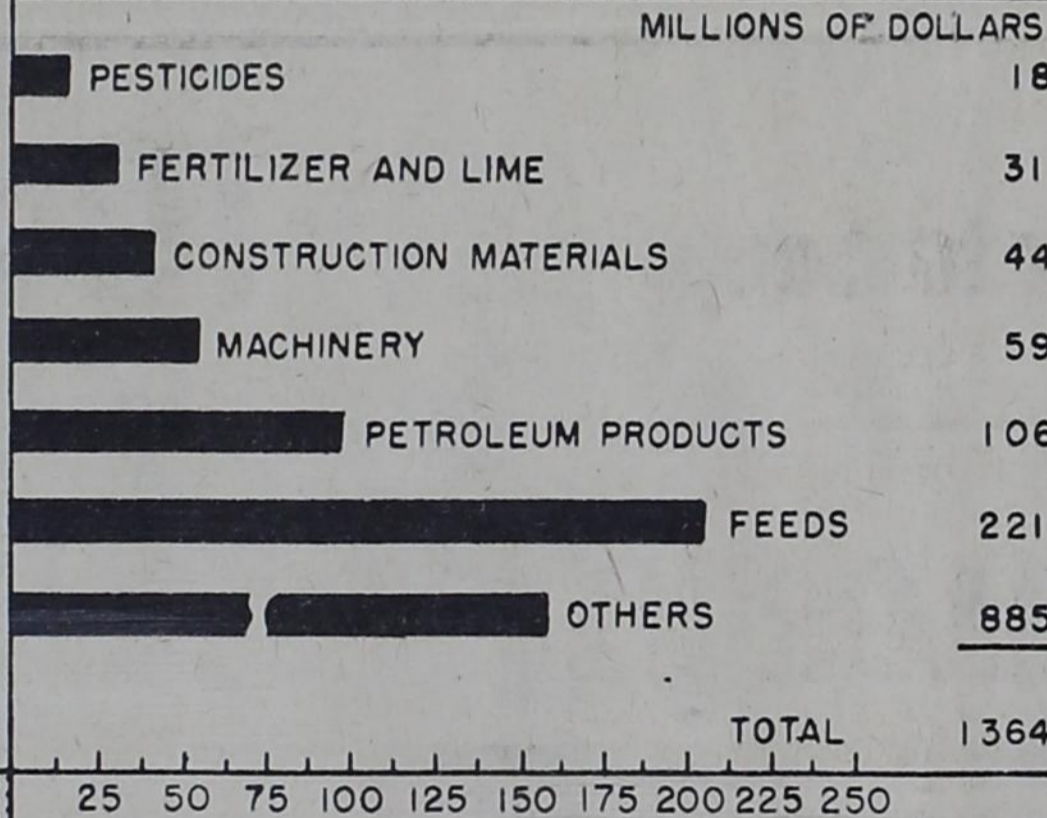 MILLIONS OF DOLLARS
PESTICIDES 18
FERTILIZER AND LIME 31
CONSTRUCTION MATERIALS 44
MACHINERY 59
PETROLEUM PRODUCTS 106
FEEDS 221
OTHERS 885
TOTAL 1364
25 50 75 100 125 150 175 200 225 250